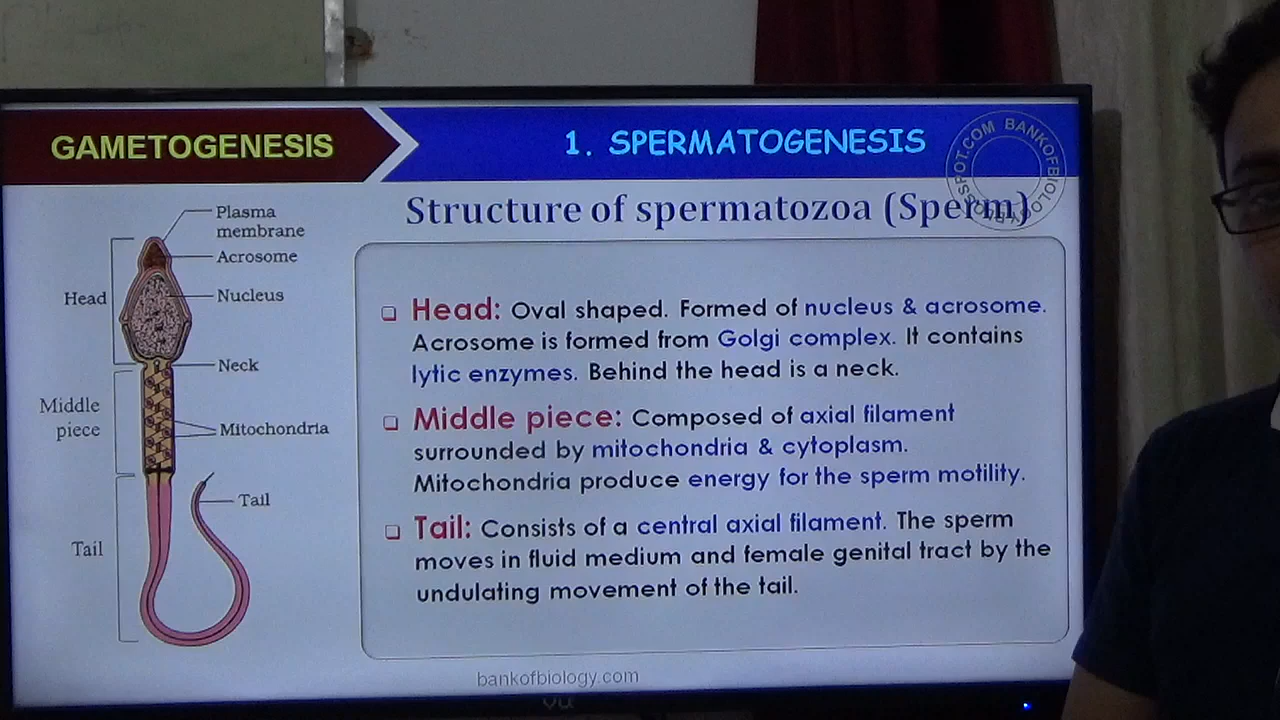 GAMETOGENESIS
1. SPERMATOGENESIS
BANKOFBIOLOGY.BLOGSPOT.COM
Structure of spermatozoa (Sperm)
Plasma
membrane
Acrosome
Head
Nucleus
Neck
Middle
piece
Mitochondria
Tail
Tail
Head: Oval shaped. Formed of nucleus & acrosome.
Acrosome is formed from Golgi complex. It contains
lytic enzymes. Behind the head is a neck.
Middle piece: Composed of axial filament
surrounded by mitochondria & cytoplasm.
Mitochondria produce energy for the sperm motility.
Tail: Consists of a central axial filament. The sperm
moves in fluid medium and female genital tract by the
undulating movement of the tail.
bankofbiology.com